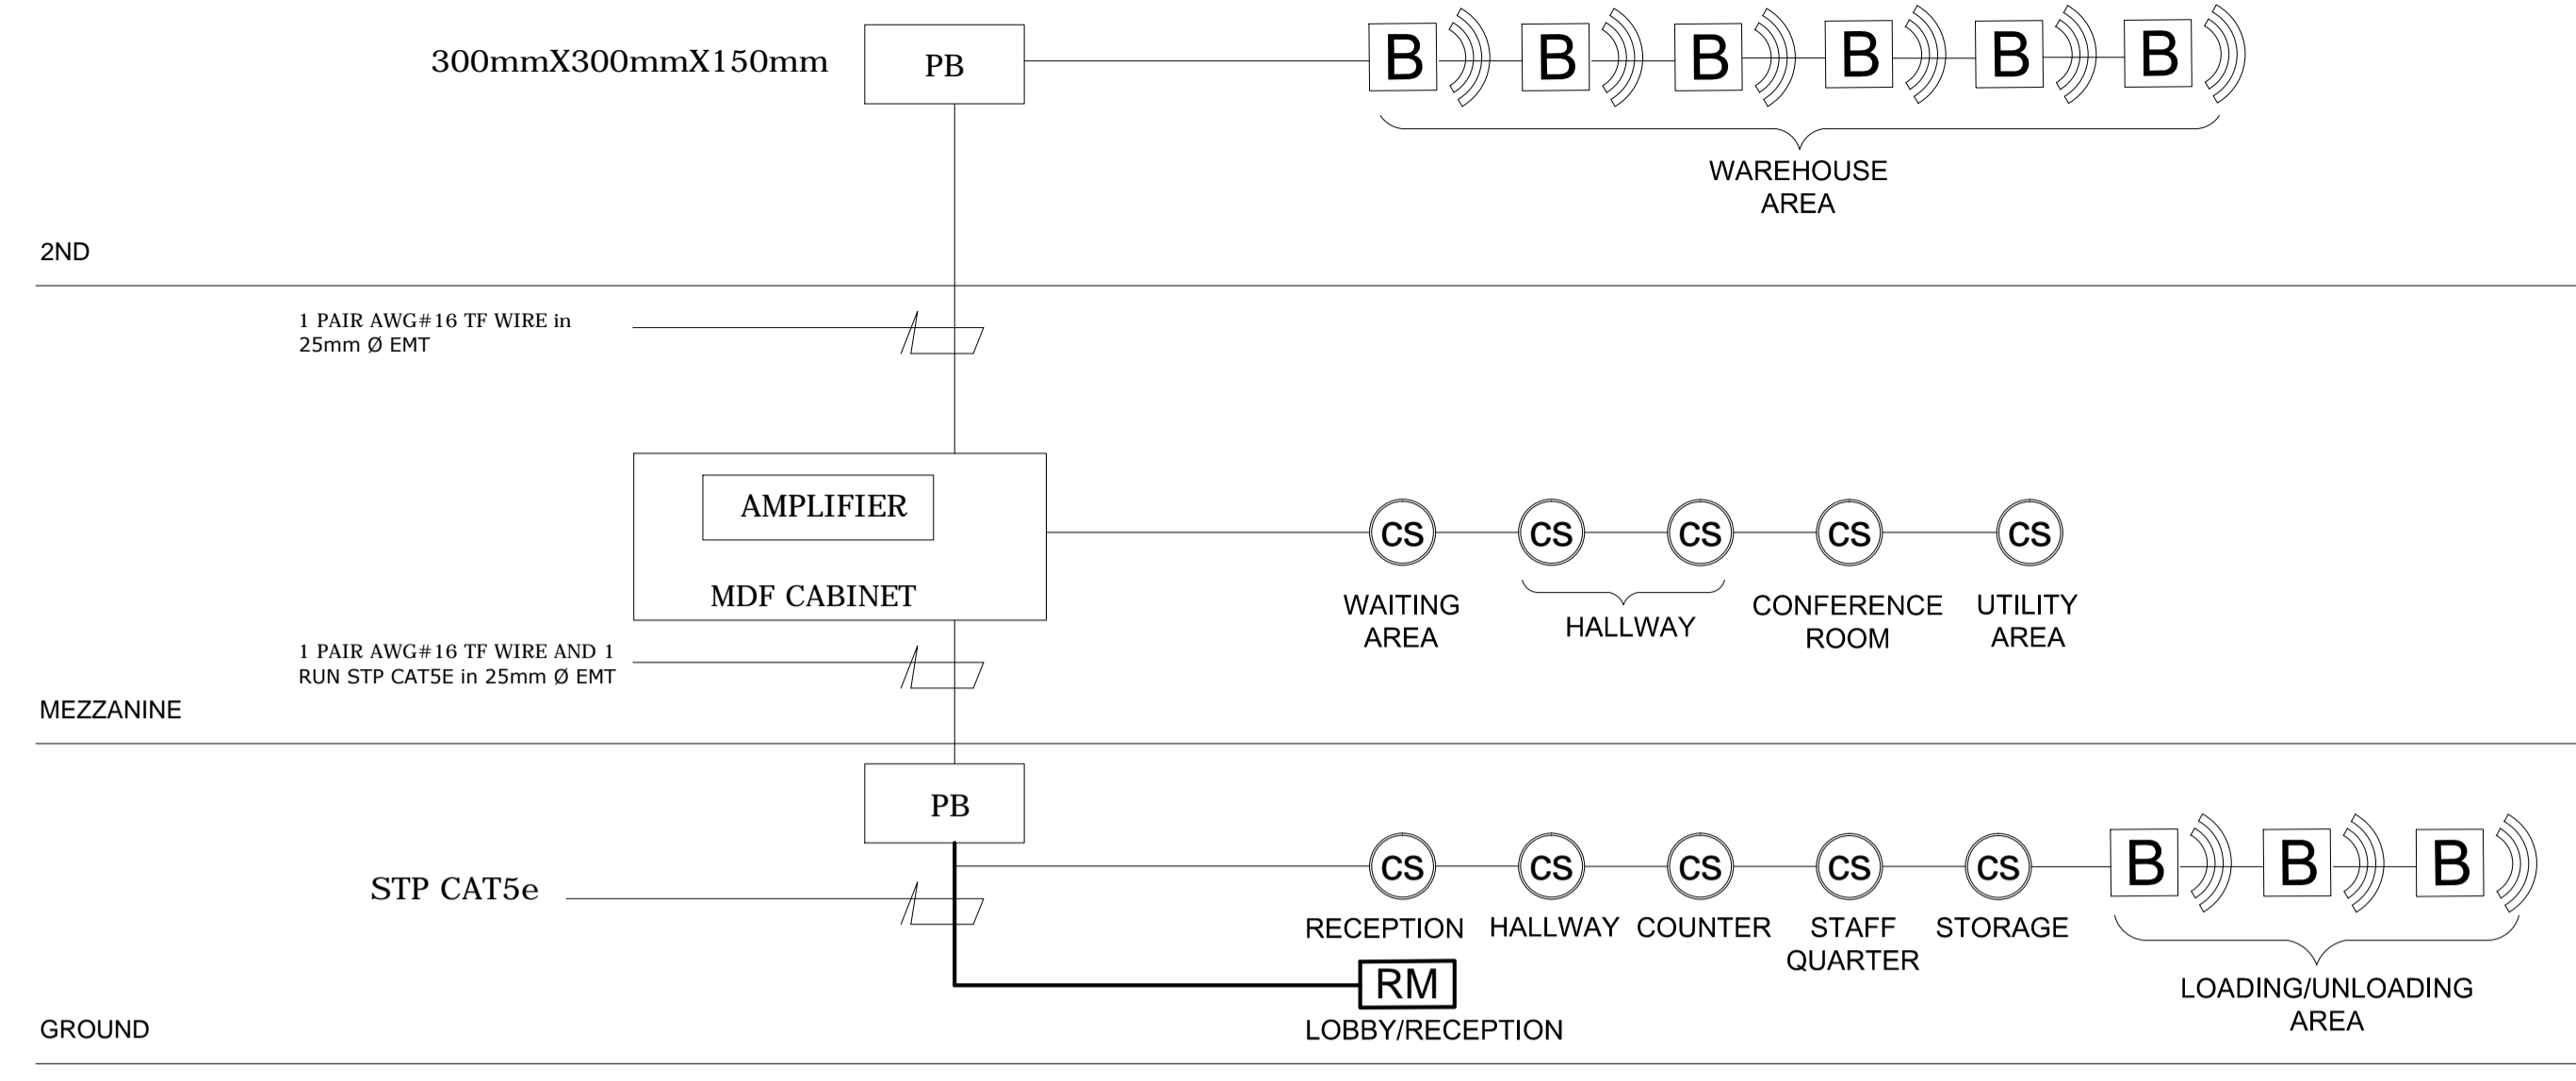 300mmX300mmX150mm
PB
B B B B B B
WAREHOUSE
AREA
2ND
1 PAIR AWG#16 TF WIRE in
25mm Ø EMT
AMPLIFIER
MDF CABINET
CS CS CS CS CS
WAITING
AREA
HALLWAY
CONFERENCE
ROOM
UTILITY
AREA
1 PAIR AWG#16 TF WIRE AND 1
RUN STP CAT5E in 25mm Ø EMT
MEZZANINE
PB
STP CAT5e
CS CS CS CS CS B B B
RECEPTION
HALLWAY
COUNTER
STAFF
QUARTER
STORAGE
LOADING/UNLOADING
AREA
RM
LOBBY/RECEPTION
GROUND